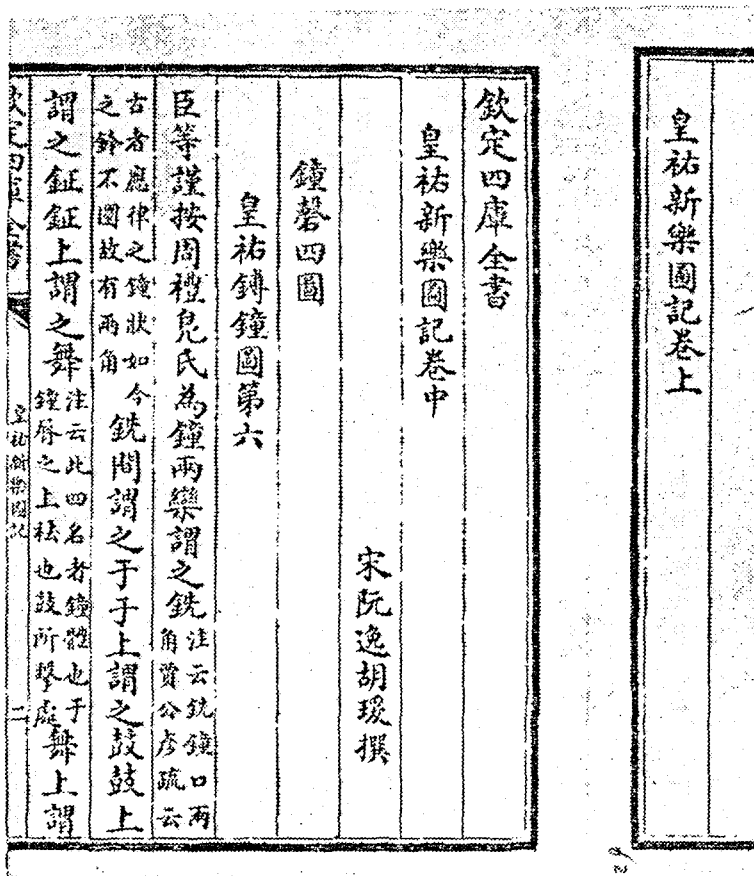 皇祐新樂圖記卷上
欽定四庫全書
皇祐新樂圖記卷中
宋阮逸胡瑗撰
鐘磬四圖
皇祐鎛鐘圖第六
臣等謹按周禮鳧氏為鐘兩欒謂之銑注云銑鐘口兩角賈公彦疏云
古者應律之鐘狀如今之鈴不圜故有兩角銑間謂之于于上謂之鼓鼓上
謂之鉦鉦上謂之舞注云此四名者鐘體也于鐘唇之上袪也鼓所擊處舞上謂
欽定四庫全書
皇祐新樂圖記
二